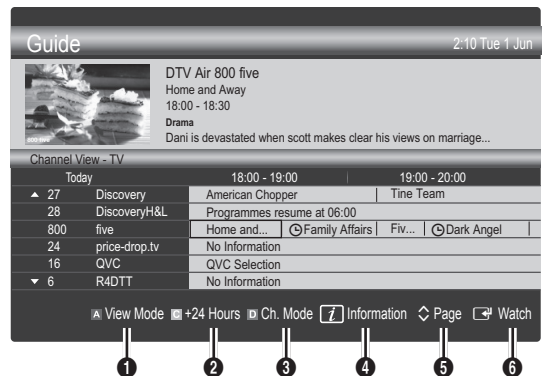 Guide
2:10 Tue 1 Jun
DTV Air 800 five
Home and Away
18:00 - 18:30
Drama
Dani is devastated when scott makes clear his views on marriage...
800 five
Channel View - TV
Today 18:00 - 19:00 19:00 - 20:00
▲ 27 Discovery American Chopper Tine Team
28 DiscoveryH&L Programmes resume at 06:00
800 five Home and... Family Affairs Fiv... Dark Angel
24 price-drop.tv No Information
16 QVC QVC Selection
▼ 6 R4DTT No Information
A View Mode C +24 Hours D Ch. Mode i Information Page Watch
1 2 3 4 5 6